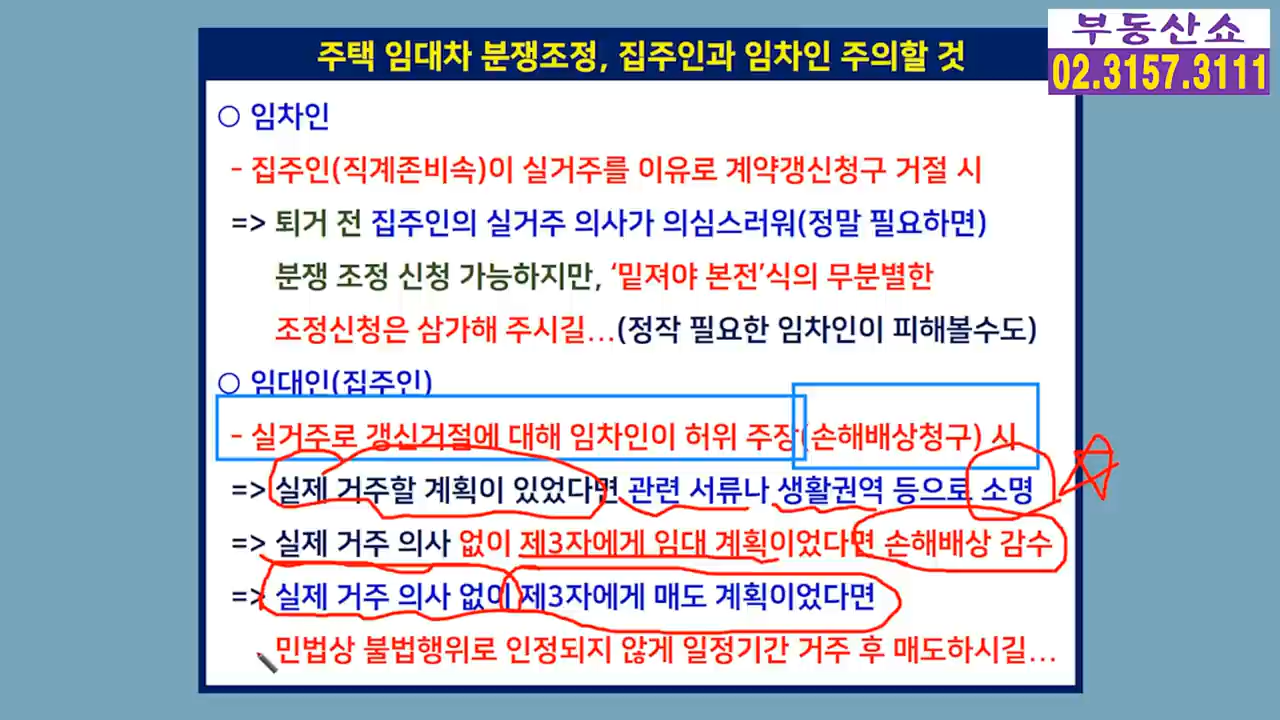 부동산쇼
02.3157.3111
주택 임대차 분쟁조정, 집주인과 임차인 주의할 것
○ 임차인
- 집주인(직계존비속)이 실거주를 이유로 계약갱신청구 거절 시
=> 퇴거 전 집주인의 실거주 의사가 의심스러워(정말 필요하면)
분쟁 조정 신청 가능하지만, ‘밑져야 본전’식의 무분별한
조정신청은 삼가해 주시길...(정작 필요한 임차인이 피해볼수도)
○ 임대인(집주인)
- 실거주로 갱신거절에 대해 임차인이 허위 주장(손해배상청구) 시
=> 실제 거주할 계획이 있었다면 관련 서류나 생활권역 등으로 소명
=> 실제 거주 의사 없이 제3자에게 임대 계획이었다면 손해배상 감수
=> 실제 거주 의사 없이 제3자에게 매도 계획이었다면
민법상 불법행위로 인정되지 않게 일정기간 거주 후 매도하시길...